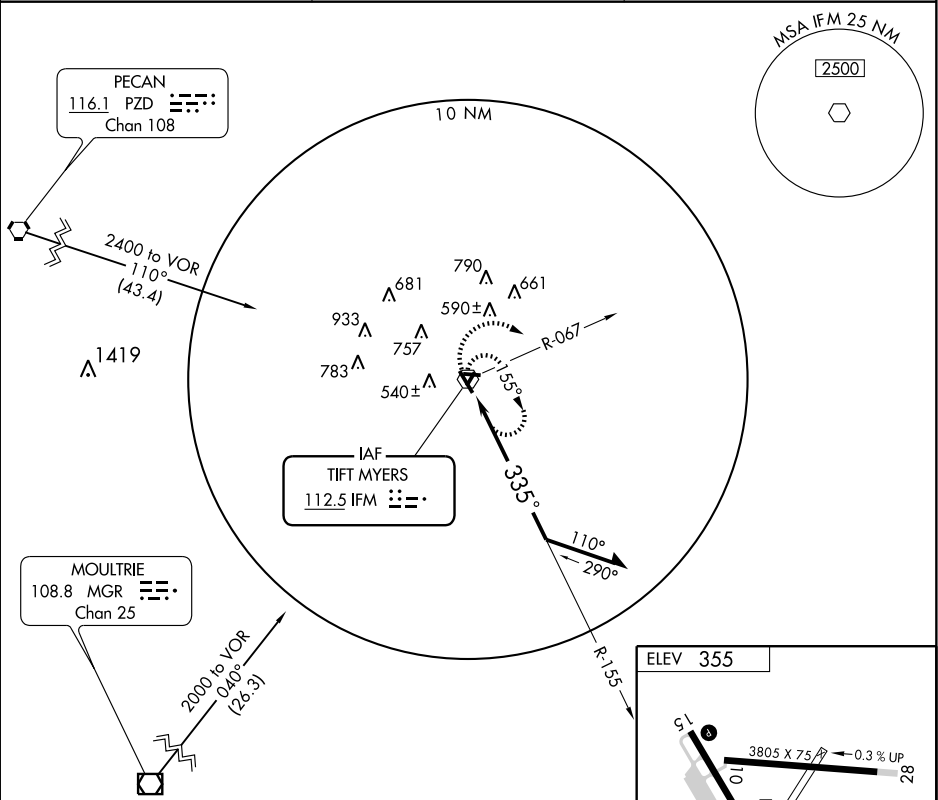 MSA IFM 25 NM
2500
PECAN
116.1 PZD
Chan 108
10 NM
2400 to VOR
110°
(43.4)
790
661
681
590±
933
757
783
540±
1419
R-067
155°
IAF
TIFT MYERS
112.5 IFM
335°
110°
290°
R-155
MOULTRIE
108.8 MGR
Chan 25
2000 to VOR
040°
(26.3)
ELEV 355
15
P
3805 X 75
0.3 % UP
10
28